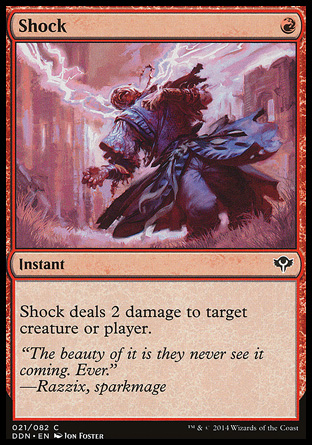 Shock
Instant
Shock deals 2 damage to target
creature or player.
"The beauty of it is they never see it
coming. Ever."
—Razzix, sparkmage
021/082 C
DDN • EN Jon Foster
™ & © 2014 Wizards of the Coast